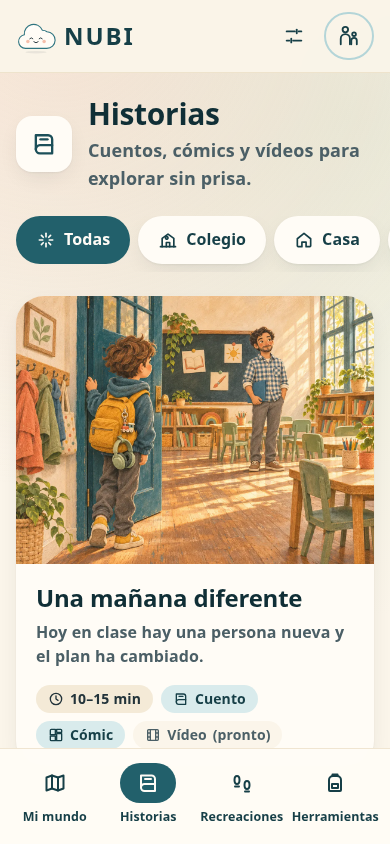 NUBI
Historias
Cuentos, cómics y vídeos para
explorar sin prisa.
Todas
Colegio
Casa
Una mañana diferente
Hoy en clase hay una persona nueva y
el plan ha cambiado.
10–15 min
Cuento
Cómic
Vídeo (pronto)
Mi mundo
Historias
Recreaciones
Herramientas